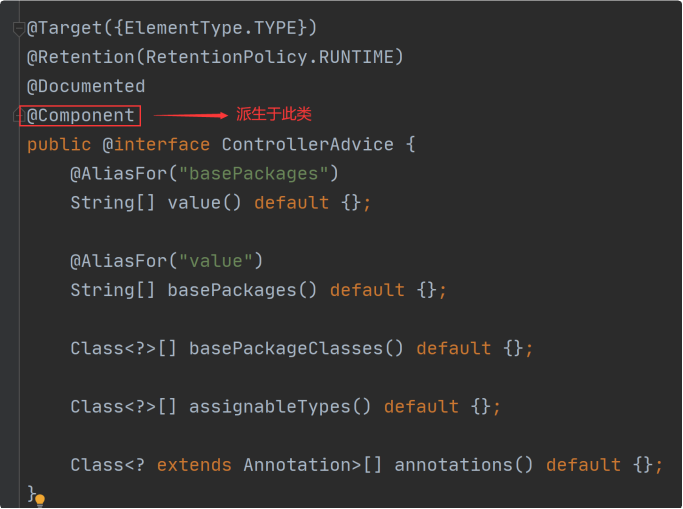 @Target({ElementType.TYPE})
@Retention(RetentionPolicy.RUNTIME)
@Documented
@Component 派生于此类
public @interface ControllerAdvice {
    @AliasFor("basePackages")
    String[] value() default {};
    @AliasFor("value")
    String[] basePackages() default {};
    Class<?>[] basePackageClasses() default {};
    Class<?>[] assignableTypes() default {};
    Class<? extends Annotation>[] annotations() default {};
}